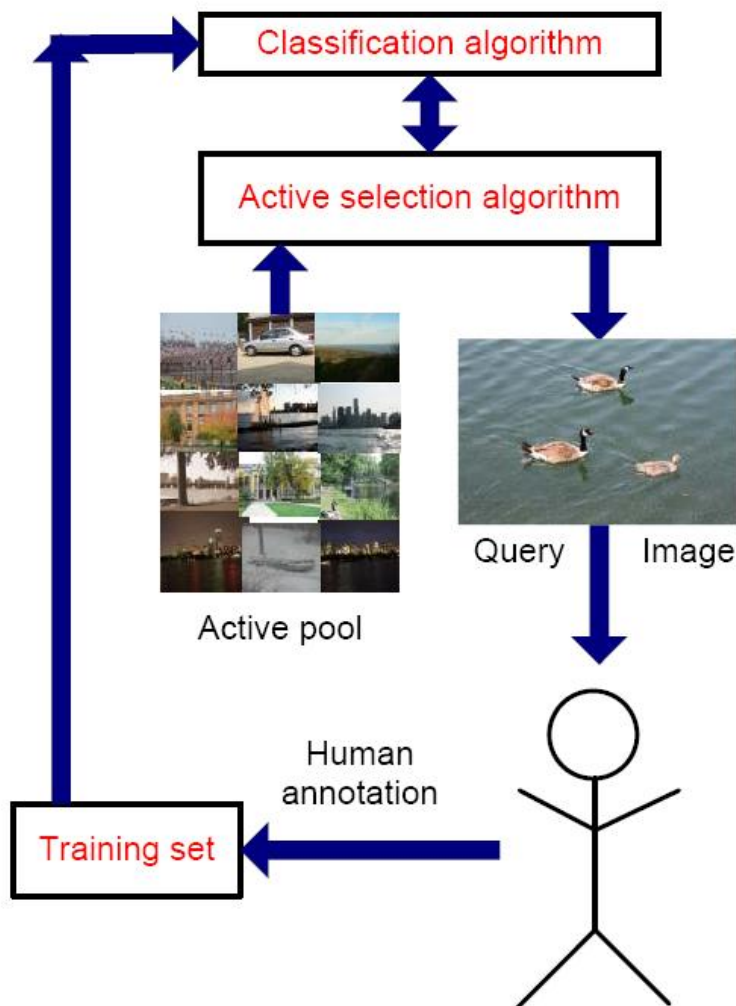 Classification algorithm
Active selection algorithm
Query Image
Active pool
Human
annotation
Training set